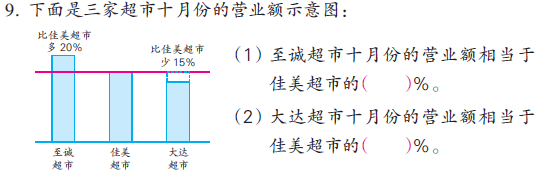 9. 下面是三家超市十月份的营业额示意图：
比佳美超市
多 20%
比佳美超市
少 15%
至诚
超市
佳美
超市
大达
超市
（1）至诚超市十月份的营业额相当于
佳美超市的(  )%。
（2）大达超市十月份的营业额相当于
佳美超市的(  )%。